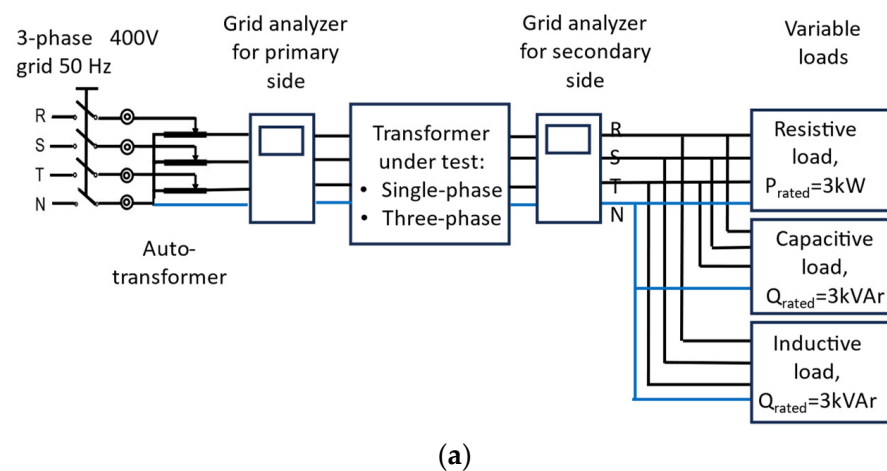 3-phase 400V
grid 50 Hz
R
S
T
N
Auto-
transformer
Grid analyzer
for primary
side
Transformer
under test:
• Single-phase
• Three-phase
Grid analyzer
for secondary
side
R
S
T
N
Variable
loads
Resistive
load,
Prated=3kW
Capacitive
load,
Qrated=3kVAr
Inductive
load,
Qrated=3kVAr
(a)